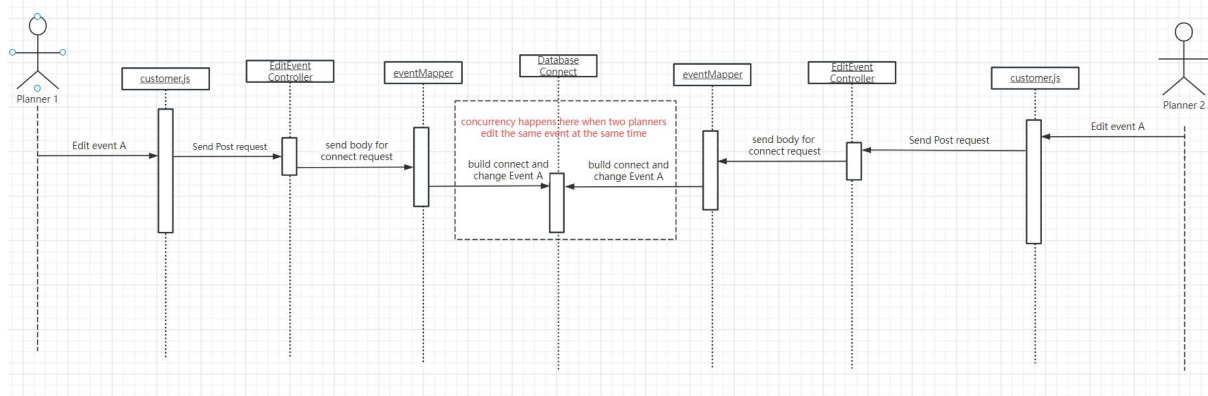 Planner 1
customer.js
EditEvent
Controller
eventMapper
Database
Connect
eventMapper
EditEvent
Controller
customer.js
Planner 2
concurrency happens here when two planners
edit the same event at the same time
Edit event A
Send Post request
send body for
connect request
build connect and
change Event A
build connect and
change Event A
send body for
connect request
Send Post request
Edit event A